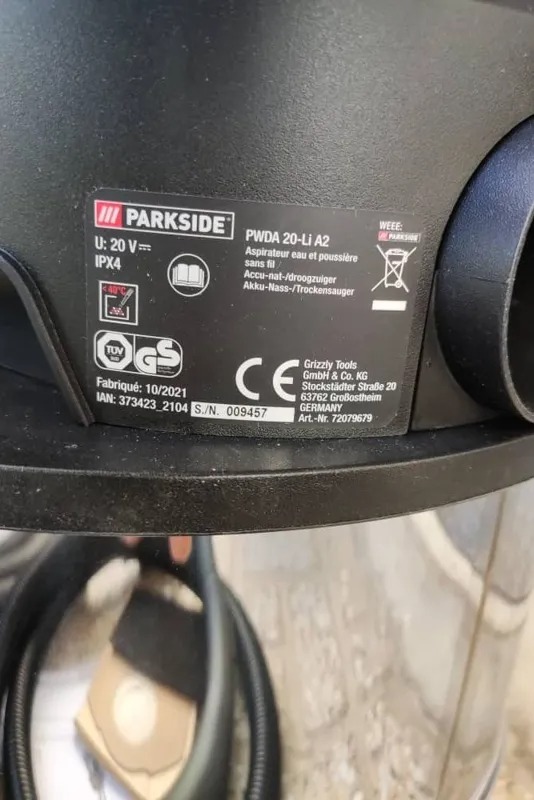 PARKSIDE
U: 20 V
IPX4
PWDA 20-Li A2
Aspirateur eau et poussière
sans fil
Accu-nat-/droogzuiger
Akku-Nass-/Trockensauger
WEEE:
PARKSIDE
<40°C
TÜV
SÜD
GS
CE
Fabriqué: 10/2021
IAN: 373423_2104
S./N. 009457
Grizzly Tools
GmbH & Co. KG
Stockstädter Straße 20
63762 Großostheim
GERMANY
Art.-Nr. 72079679